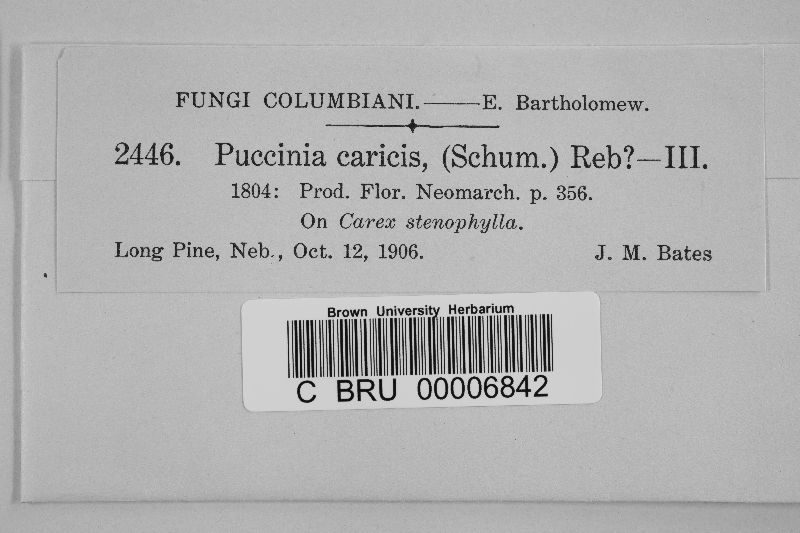 FUNGI COLUMBIANI.——E. Bartholomew.
2446. Puccinia caricis, (Schum.) Reb?—III.
1804: Prod. Flor. Neomarch. p. 356.
On Carex stenophylla.
Long Pine, Neb., Oct. 12, 1906. J. M. Bates
Brown University Herbarium
C BRU 00006842